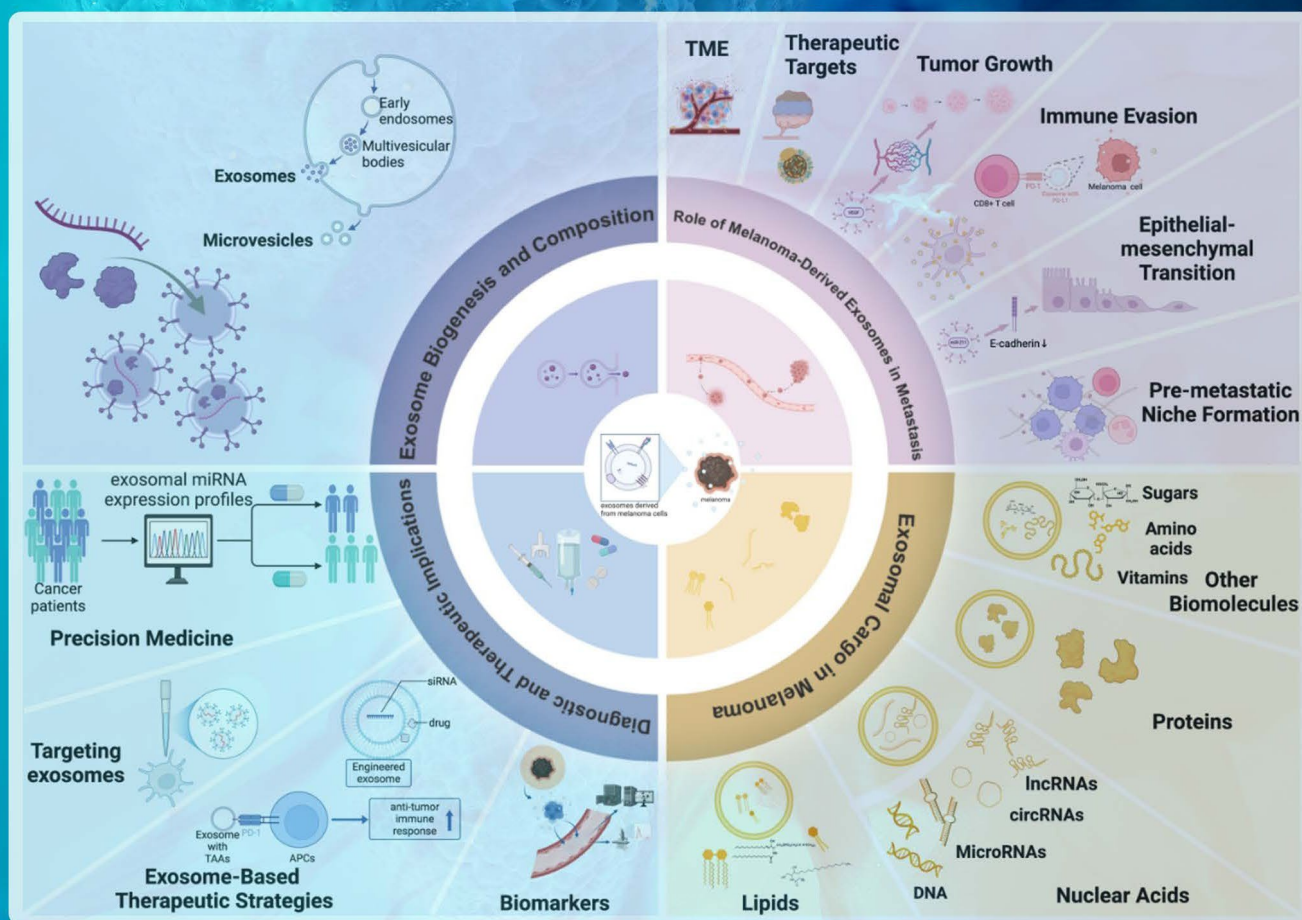 Early
endosomes
Multivesicular
bodies
Exosomes
Microvesicles
Exosome Biogenesis and Composition
TME
Therapeutic
Targets
Tumor Growth
Immune Evasion
CD8+ T cell
PD-1
Exosome with
PD-L1
Melanoma cell
Epithelial-
mesenchymal
Transition
E-cadherin↓
Pre-metastatic
Niche Formation
Role of Melanoma-Derived Exosomes in Metastasis
exosomes derived
from melanoma cells
melanoma
exosomal miRNA
expression profiles
Cancer
patients
Precision Medicine
Targeting
exosomes
siRNA
drug
Engineered
exosome
Exosome
with
TAAs
PD-1
APCs
anti-tumor
immune
response
Exosome-Based
Therapeutic Strategies
Biomarkers
Diagnostic and Therapeutic Implications
Exosomal Cargo in Melanoma
Sugars
Amino
acids
Vitamins
Other
Biomolecules
Proteins
lncRNAs
circRNAs
MicroRNAs
DNA
Nuclear Acids
Lipids